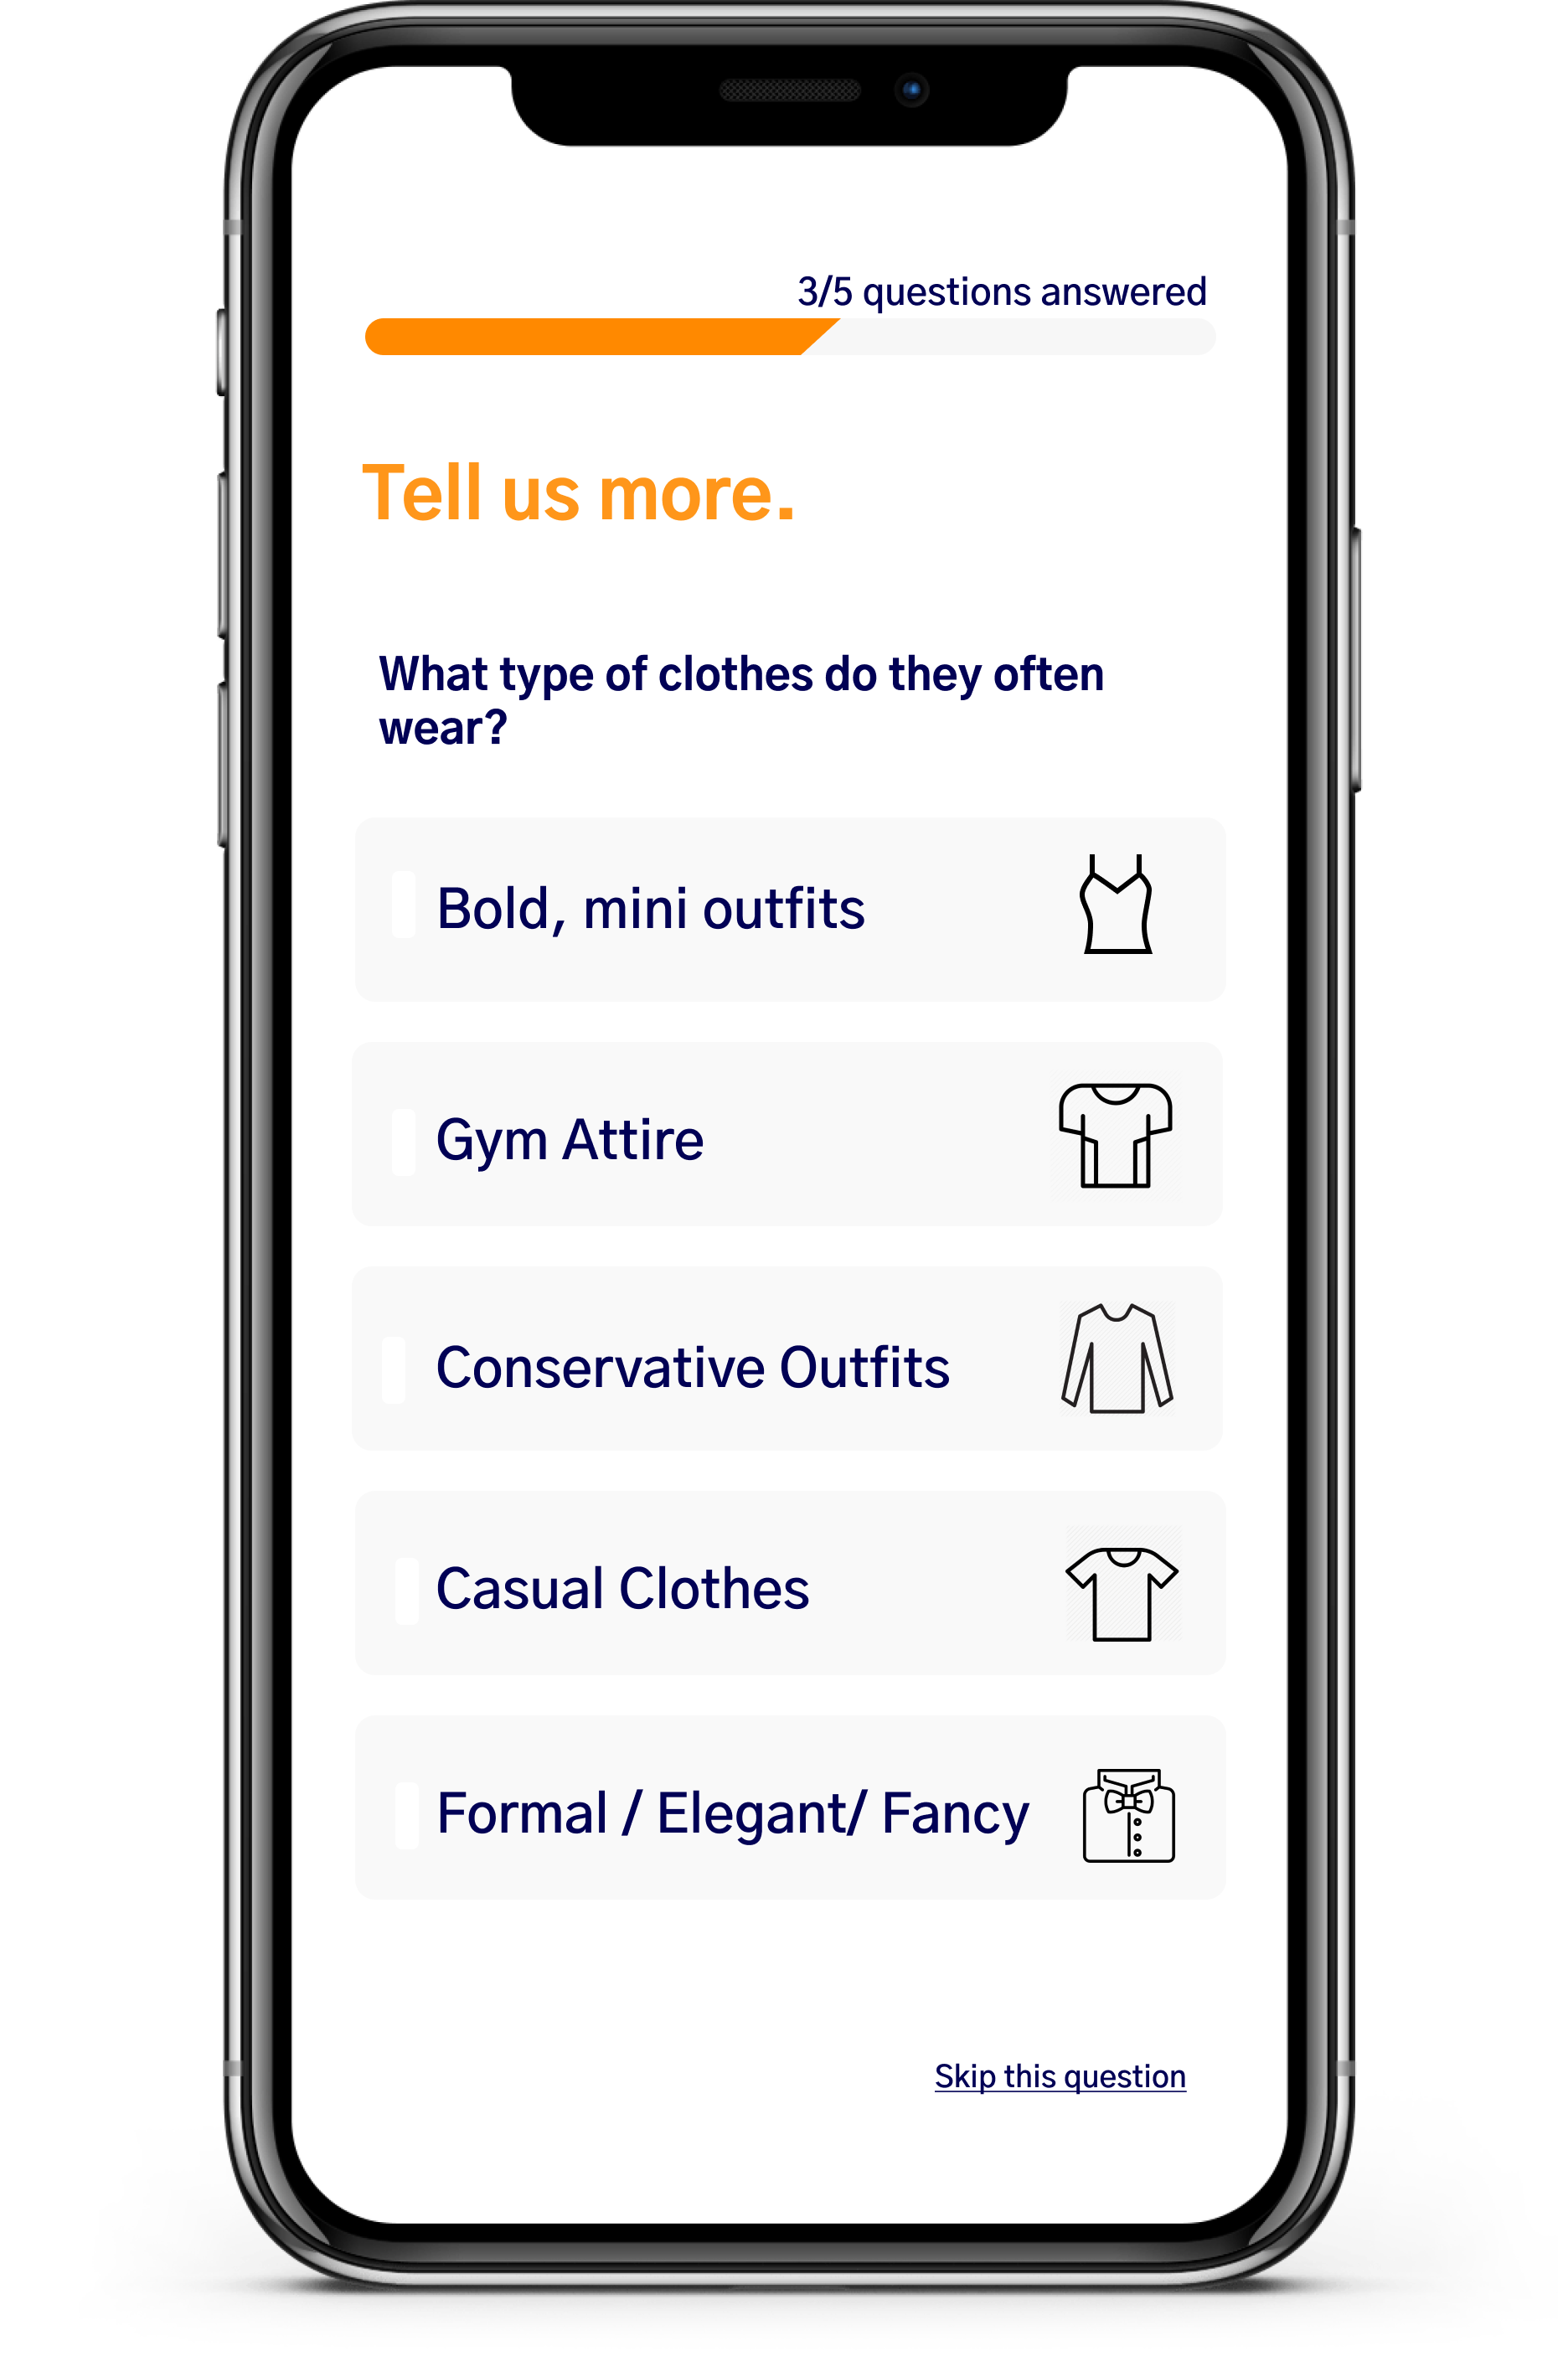 3/5 questions answered
Tell us more.
What type of clothes do they often
wear?
Bold, mini outfits
Gym Attire
Conservative Outfits
Casual Clothes
Formal / Elegant/ Fancy
Skip this question